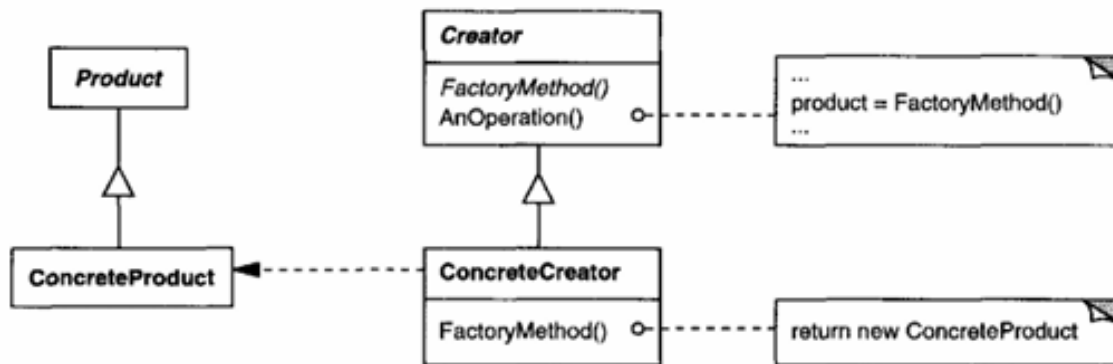 Product
ConcreteProduct
Creator
FactoryMethod()
AnOperation()
...
product = FactoryMethod()
...
ConcreteCreator
FactoryMethod()
return new ConcreteProduct